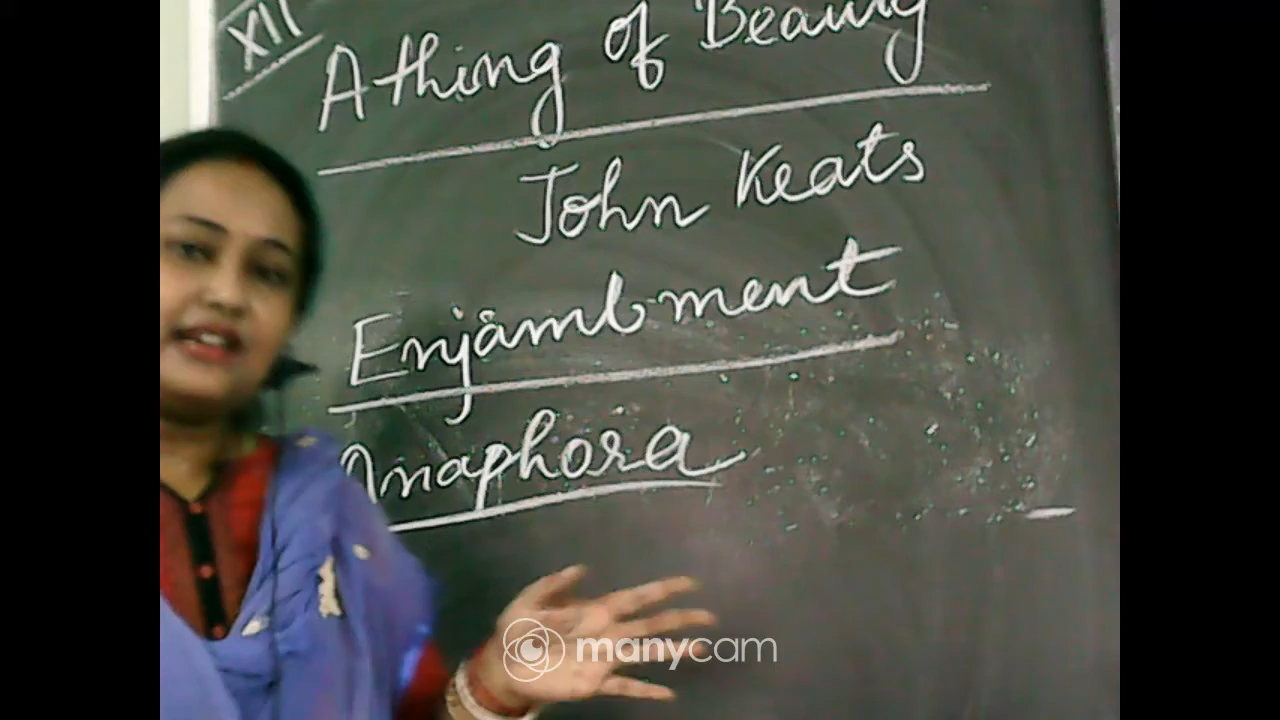 XII
A thing of Beauty
John Keats
Enjambment
Anaphora
manycam